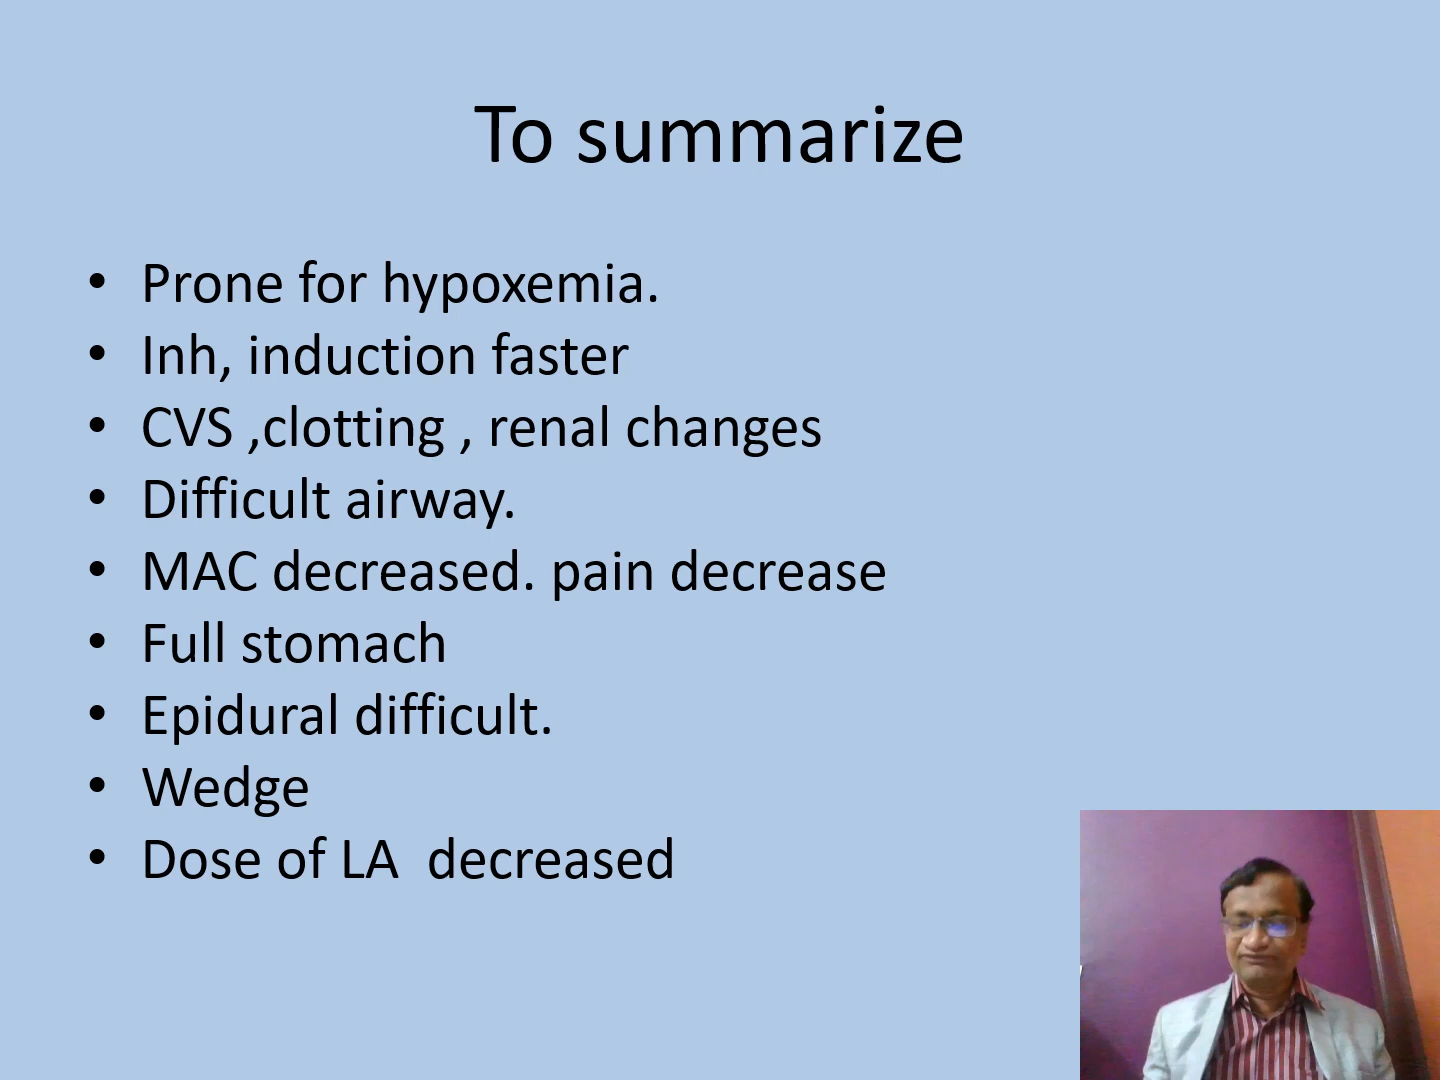 To summarize
• Prone for hypoxemia.
• Inh, induction faster
• CVS ,clotting , renal changes
• Difficult airway.
• MAC decreased. pain decrease
• Full stomach
• Epidural difficult.
• Wedge
• Dose of LA  decreased